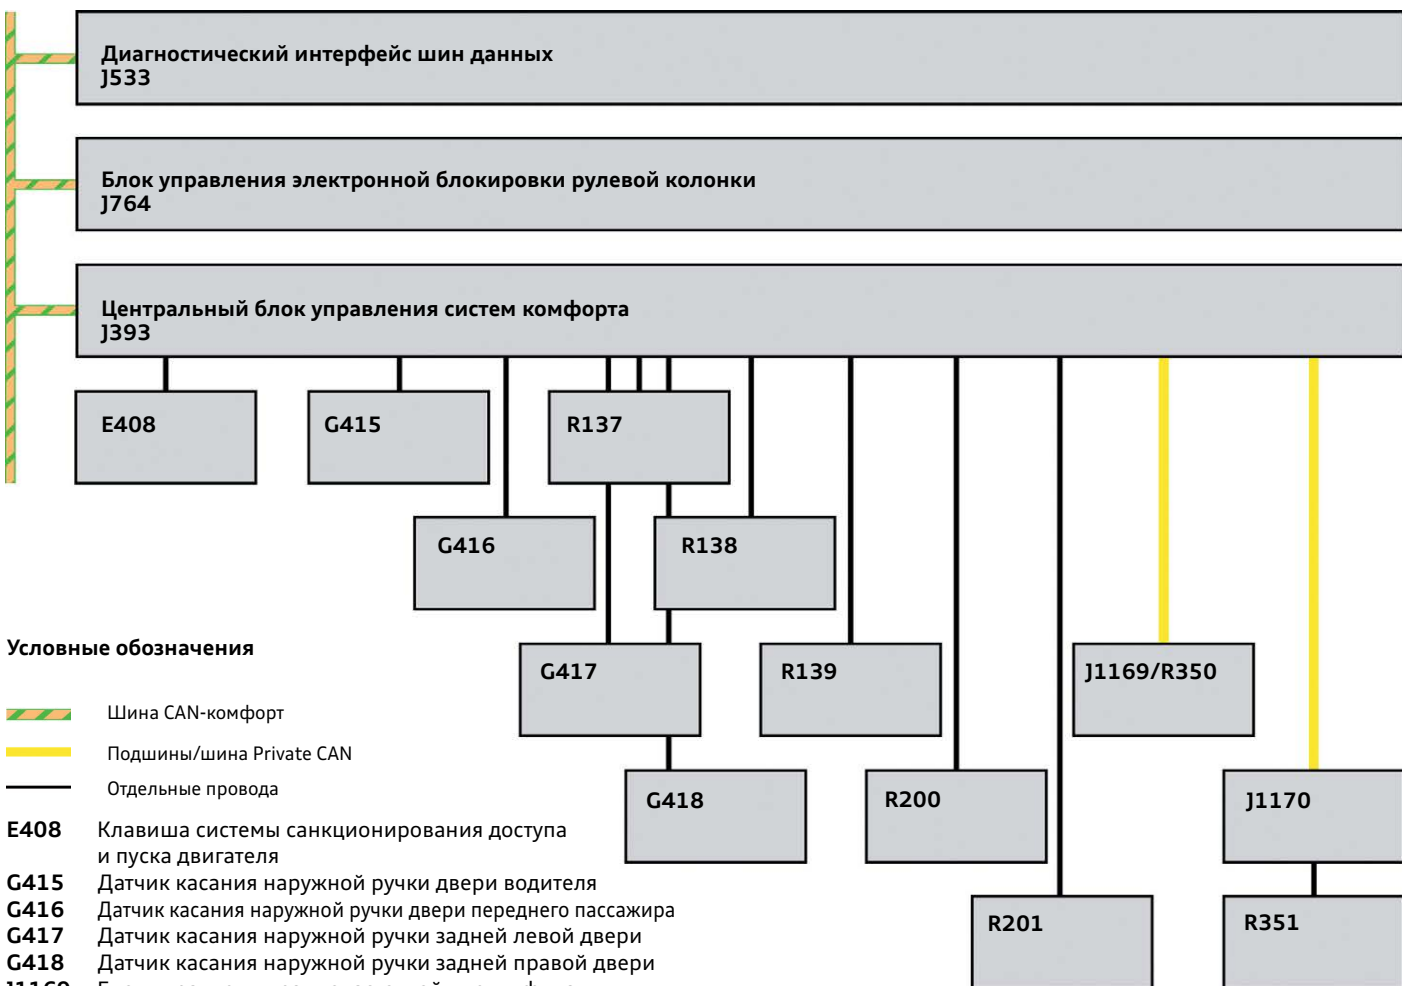 Диагностический интерфейс шин данных
J533
Блок управления электронной блокировки рулевой колонки
J764
Центральный блок управления систем комфорта
J393
E408
G415
R137
G416
R138
Условные обозначения
G417
R139
J1169/R350
Шина CAN-комфорт
Подшины/шина Private CAN
Отдельные провода
G418
R200
J1170
E408 Клавиша системы санкционирования доступа
и пуска двигателя
G415 Датчик касания наружной ручки двери водителя
G416 Датчик касания наружной ручки двери переднего пассажира
G417 Датчик касания наружной ручки задней левой двери
G418 Датчик касания наружной ручки задней правой двери
R201
R351
J1169